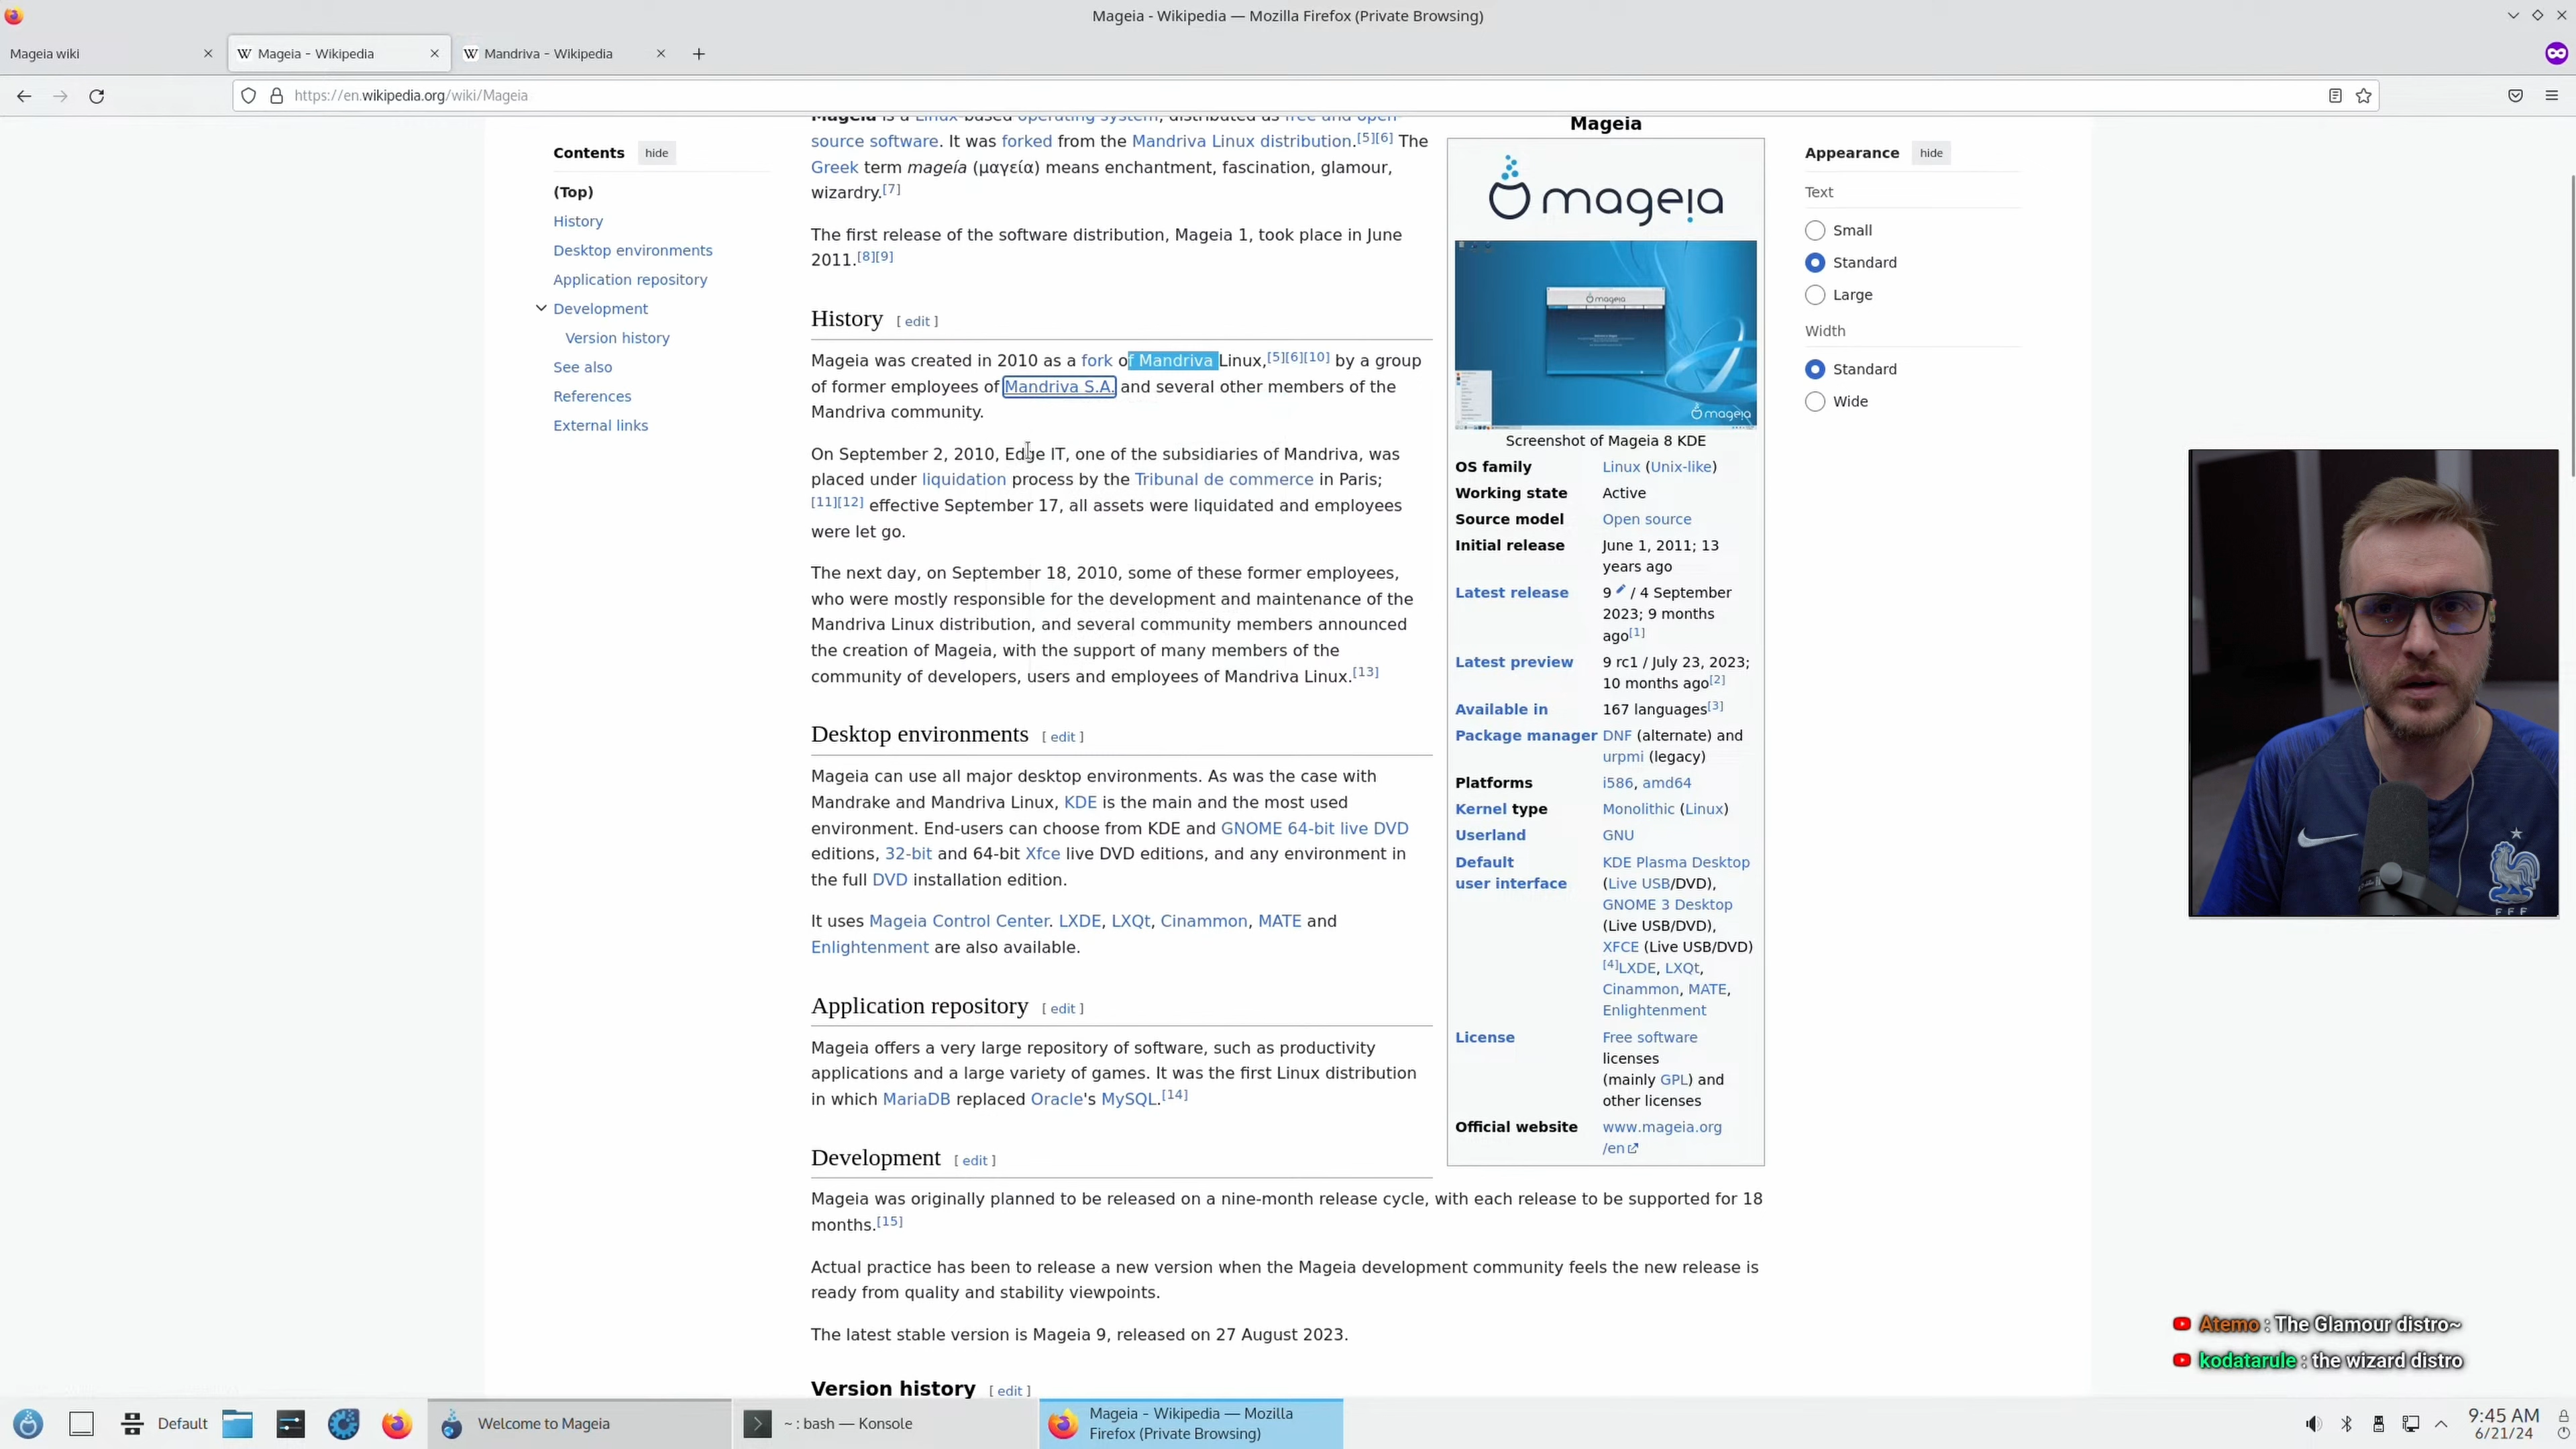 Mageia - Wikipedia — Mozilla Firefox (Private Browsing)
Mageia wiki
W Mageia - Wikipedia
W Mandriva - Wikipedia
https://en.wikipedia.org/wiki/Mageia
Contents hide
(Top)
History
Desktop environments
Application repository
Development
Version history
See also
References
External links
Mageia is a Linux-based operating system, distributed as free and open-
source software. It was forked from the Mandriva Linux distribution.[5][6] The
Greek term mageía (μαγεία) means enchantment, fascination, glamour,
wizardry.[7]
The first release of the software distribution, Mageia 1, took place in June
2011.[8][9]
History [ edit ]
Mageia was created in 2010 as a fork of Mandriva Linux,[5][6][10] by a group
of former employees of Mandriva S.A. and several other members of the
Mandriva community.
On September 2, 2010, Edge IT, one of the subsidiaries of Mandriva, was
placed under liquidation process by the Tribunal de commerce in Paris;
[11][12] effective September 17, all assets were liquidated and employees
were let go.
The next day, on September 18, 2010, some of these former employees,
who were mostly responsible for the development and maintenance of the
Mandriva Linux distribution, and several community members announced
the creation of Mageia, with the support of many members of the
community of developers, users and employees of Mandriva Linux.[13]
Desktop environments [ edit ]
Mageia can use all major desktop environments. As was the case with
Mandrake and Mandriva Linux, KDE is the main and the most used
environment. End-users can choose from KDE and GNOME 64-bit live DVD
editions, 32-bit and 64-bit Xfce live DVD editions, and any environment in
the full DVD installation edition.
It uses Mageia Control Center. LXDE, LXQt, Cinammon, MATE and
Enlightenment are also available.
Application repository [ edit ]
Mageia offers a very large repository of software, such as productivity
applications and a large variety of games. It was the first Linux distribution
in which MariaDB replaced Oracle's MySQL.[14]
Development [ edit ]
Mageia was originally planned to be released on a nine-month release cycle, with each release to be supported for 18
months.[15]
Actual practice has been to release a new version when the Mageia development community feels the new release is
ready from quality and stability viewpoints.
The latest stable version is Mageia 9, released on 27 August 2023.
Version history [ edit ]
Mageia
mageia
mageia
mageia
Screenshot of Mageia 8 KDE
OS family Linux (Unix-like)
Working state Active
Source model Open source
Initial release June 1, 2011; 13
years ago
Latest release 9 / 4 September
2023; 9 months
ago[1]
Latest preview 9 rc1 / July 23, 2023;
10 months ago[2]
Available in 167 languages[3]
Package manager DNF (alternate) and
urpmi (legacy)
Platforms i586, amd64
Kernel type Monolithic (Linux)
Userland GNU
Default KDE Plasma Desktop
user interface (Live USB/DVD),
GNOME 3 Desktop
(Live USB/DVD),
XFCE (Live USB/DVD)
[4]LXDE, LXQt,
Cinammon, MATE,
Enlightenment
License Free software
licenses
(mainly GPL) and
other licenses
Official website www.mageia.org
/en
Appearance hide
Text
Small
Standard
Large
Width
Standard
Wide
FFF
Atemo : The Glamour distro~
kodatarule : the wizard distro
Default
Welcome to Mageia
~ : bash — Konsole
Mageia - Wikipedia — Mozilla
Firefox (Private Browsing)
9:45 AM
6/21/24